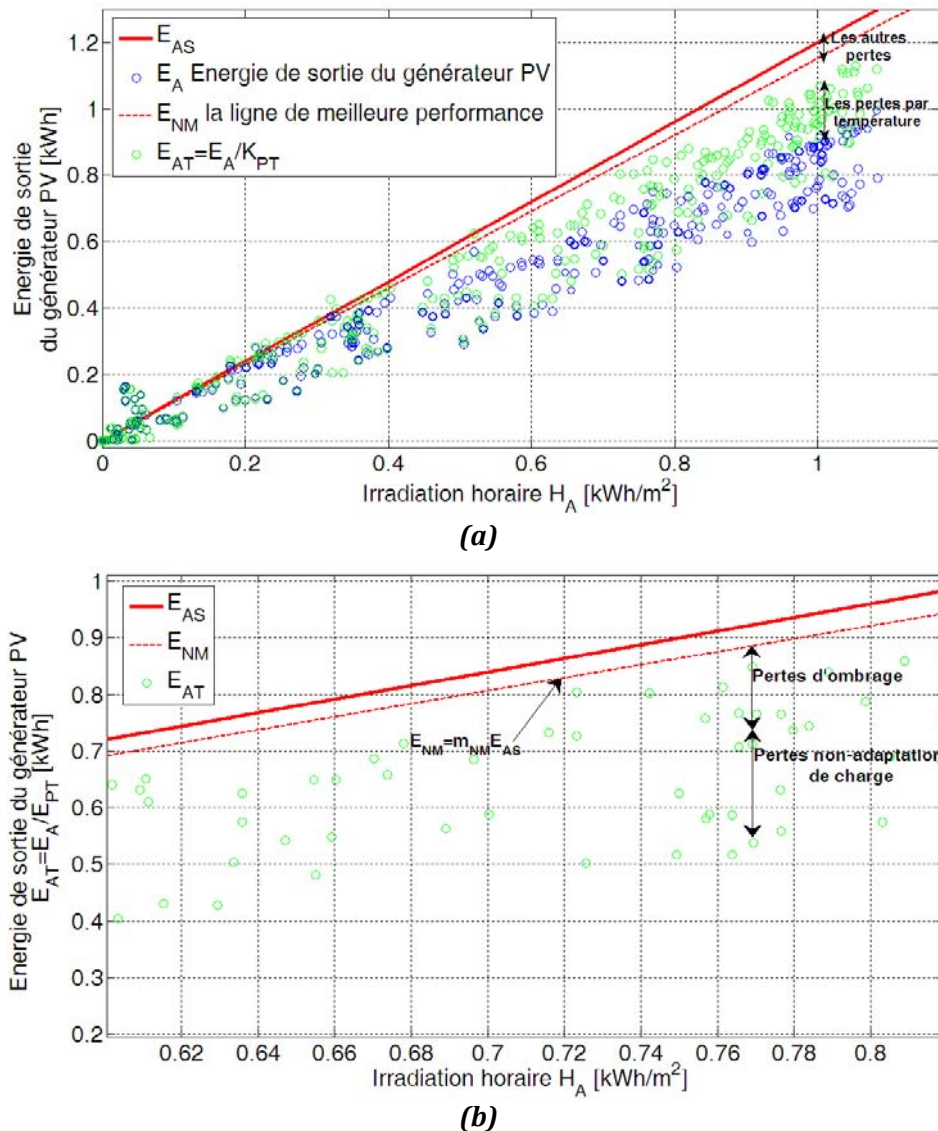 E_AS
E_A Energie de sortie du générateur PV
E_NM la ligne de meilleure performance
E_AT=E_A/K_PT
Les autres
pertes
Les pertes par
température
Energie de sortie
du générateur PV [kWh]
1.2
1
0.8
0.6
0.4
0.2
0
0 0.2 0.4 0.6 0.8 1
Irradiation horaire H_A [kWh/m²]
(a)
E_AS
E_NM
E_AT
Pertes d'ombrage
E_NM=m_NM E_AS
Pertes non-adaptation
de charge
Energie de sortie du générateur PV
E_AT=E_A/E_PT [kWh]
1
0.9
0.8
0.7
0.6
0.5
0.4
0.3
0.2
0.62 0.64 0.66 0.68 0.7 0.72 0.74 0.76 0.78 0.8
Irradiation horaire H_A [kWh/m²]
(b)